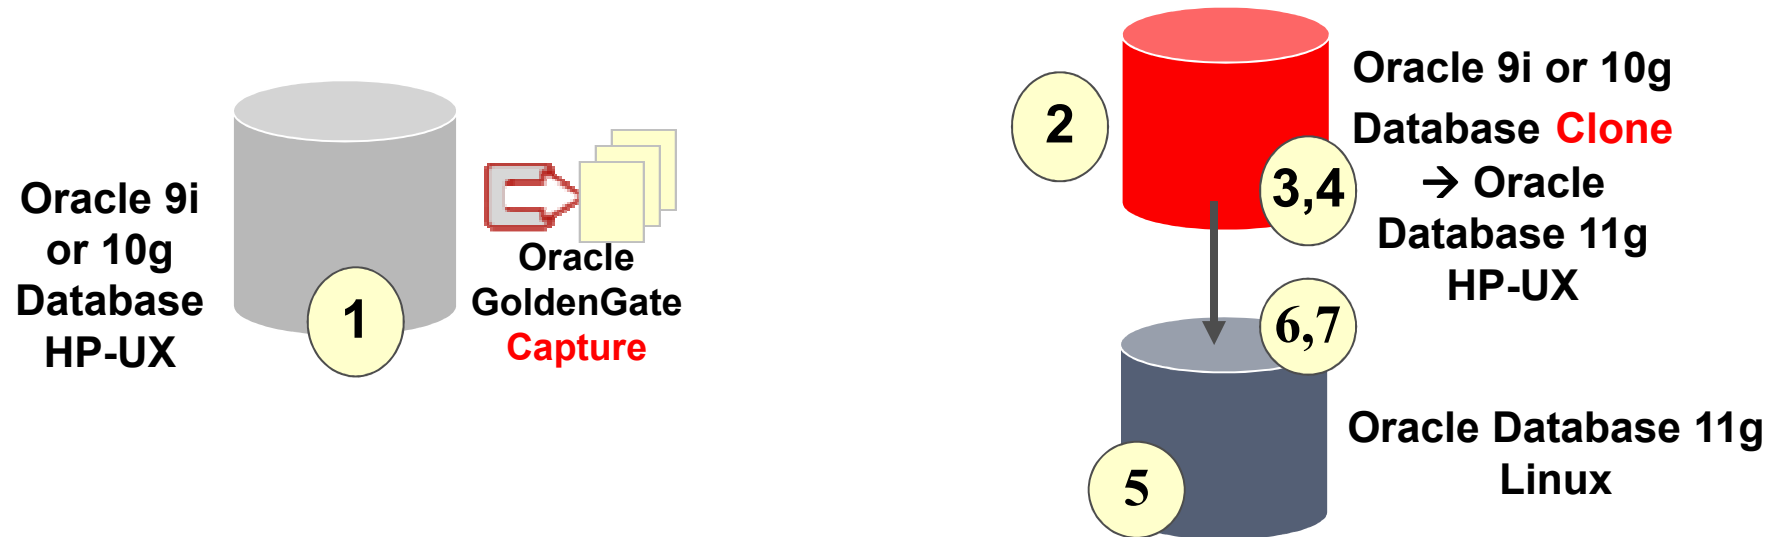 Oracle 9i
or 10g
Database
HP-UX
1
Oracle
GoldenGate
Capture
2
3,4
Oracle 9i or 10g
Database Clone
→ Oracle
Database 11g
HP-UX
6,7
5
Oracle Database 11g
Linux